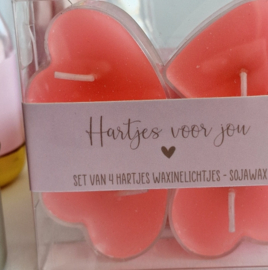 Hartjes voor jou
SET VAN 4 HARTJES WAXINELICHTJES - SOJAWAX